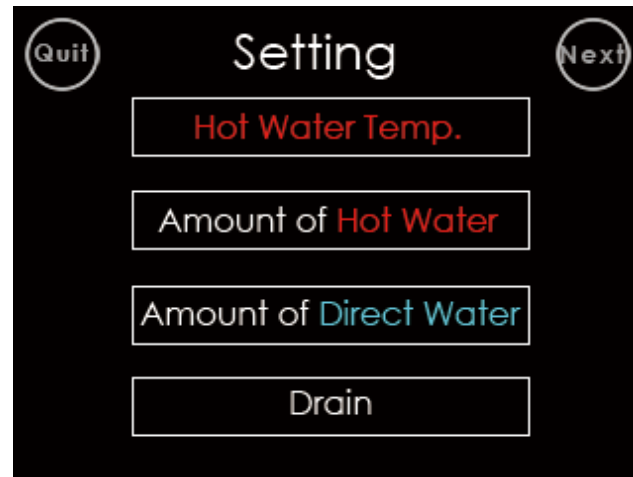 Quit
Setting
Next
Hot Water Temp.
Amount of Hot Water
Amount of Direct Water
Drain